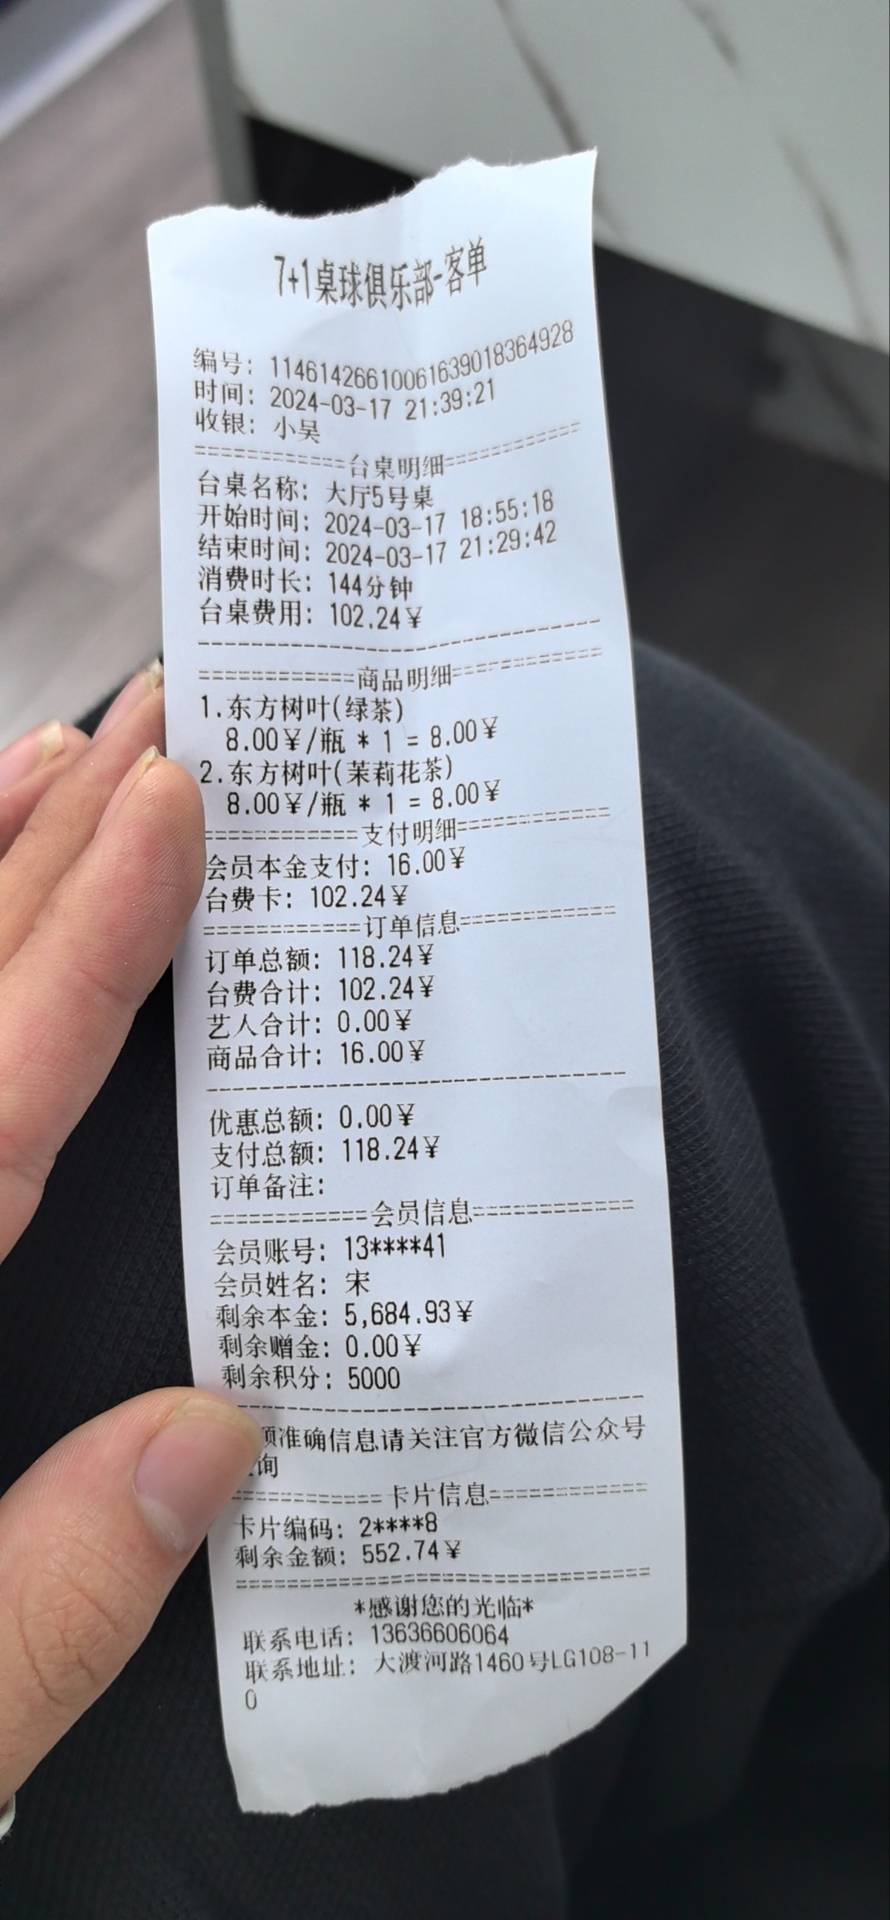 7+1桌球俱乐部-客单
编号: 11461426610061639018364928
时间: 2024-03-17 21:39:21
收银: 小吴
============台桌明细============
台桌名称: 大厅5号桌
开始时间: 2024-03-17 18:55:18
结束时间: 2024-03-17 21:29:42
消费时长: 144分钟
台桌费用: 102.24¥
--------------------------------
============商品明细============
1.东方树叶(绿茶)
8.00¥/瓶 * 1 = 8.00¥
2.东方树叶(茉莉花茶)
8.00¥/瓶 * 1 = 8.00¥
============支付明细============
会员本金支付: 16.00¥
台费卡: 102.24¥
============订单信息============
订单总额: 118.24¥
台费合计: 102.24¥
艺人合计: 0.00¥
商品合计: 16.00¥
--------------------------------
优惠总额: 0.00¥
支付总额: 118.24¥
订单备注:
============会员信息============
会员账号: 13****41
会员姓名: 宋
剩余本金: 5,684.93¥
剩余赠金: 0.00¥
剩余积分: 5000
--------------------------------
准确信息请关注官方微信公众号
询
============卡片信息============
卡片编码: 2****8
剩余金额: 552.74¥
================================
*感谢您的光临*
联系电话: 13636606064
联系地址: 大渡河路1460号LG108-11
0